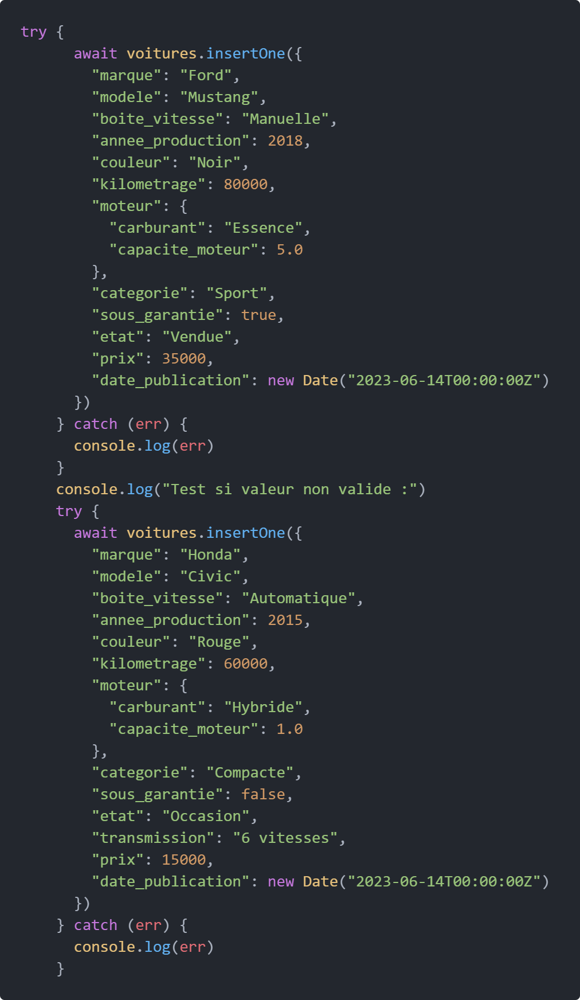 try {
      await voitures.insertOne({
        "marque": "Ford",
        "modele": "Mustang",
        "boite_vitesse": "Manuelle",
        "annee_production": 2018,
        "couleur": "Noir",
        "kilometrage": 80000,
        "moteur": {
          "carburant": "Essence",
          "capacite_moteur": 5.0
        },
        "categorie": "Sport",
        "sous_garantie": true,
        "etat": "Vendue",
        "prix": 35000,
        "date_publication": new Date("2023-06-14T00:00:00Z")
      })
    } catch (err) {
      console.log(err)
    }
    console.log("Test si valeur non valide :")
    try {
      await voitures.insertOne({
        "marque": "Honda",
        "modele": "Civic",
        "boite_vitesse": "Automatique",
        "annee_production": 2015,
        "couleur": "Rouge",
        "kilometrage": 60000,
        "moteur": {
          "carburant": "Hybride",
          "capacite_moteur": 1.0
        },
        "categorie": "Compacte",
        "sous_garantie": false,
        "etat": "Occasion",
        "transmission": "6 vitesses",
        "prix": 15000,
        "date_publication": new Date("2023-06-14T00:00:00Z")
      })
    } catch (err) {
      console.log(err)
    }